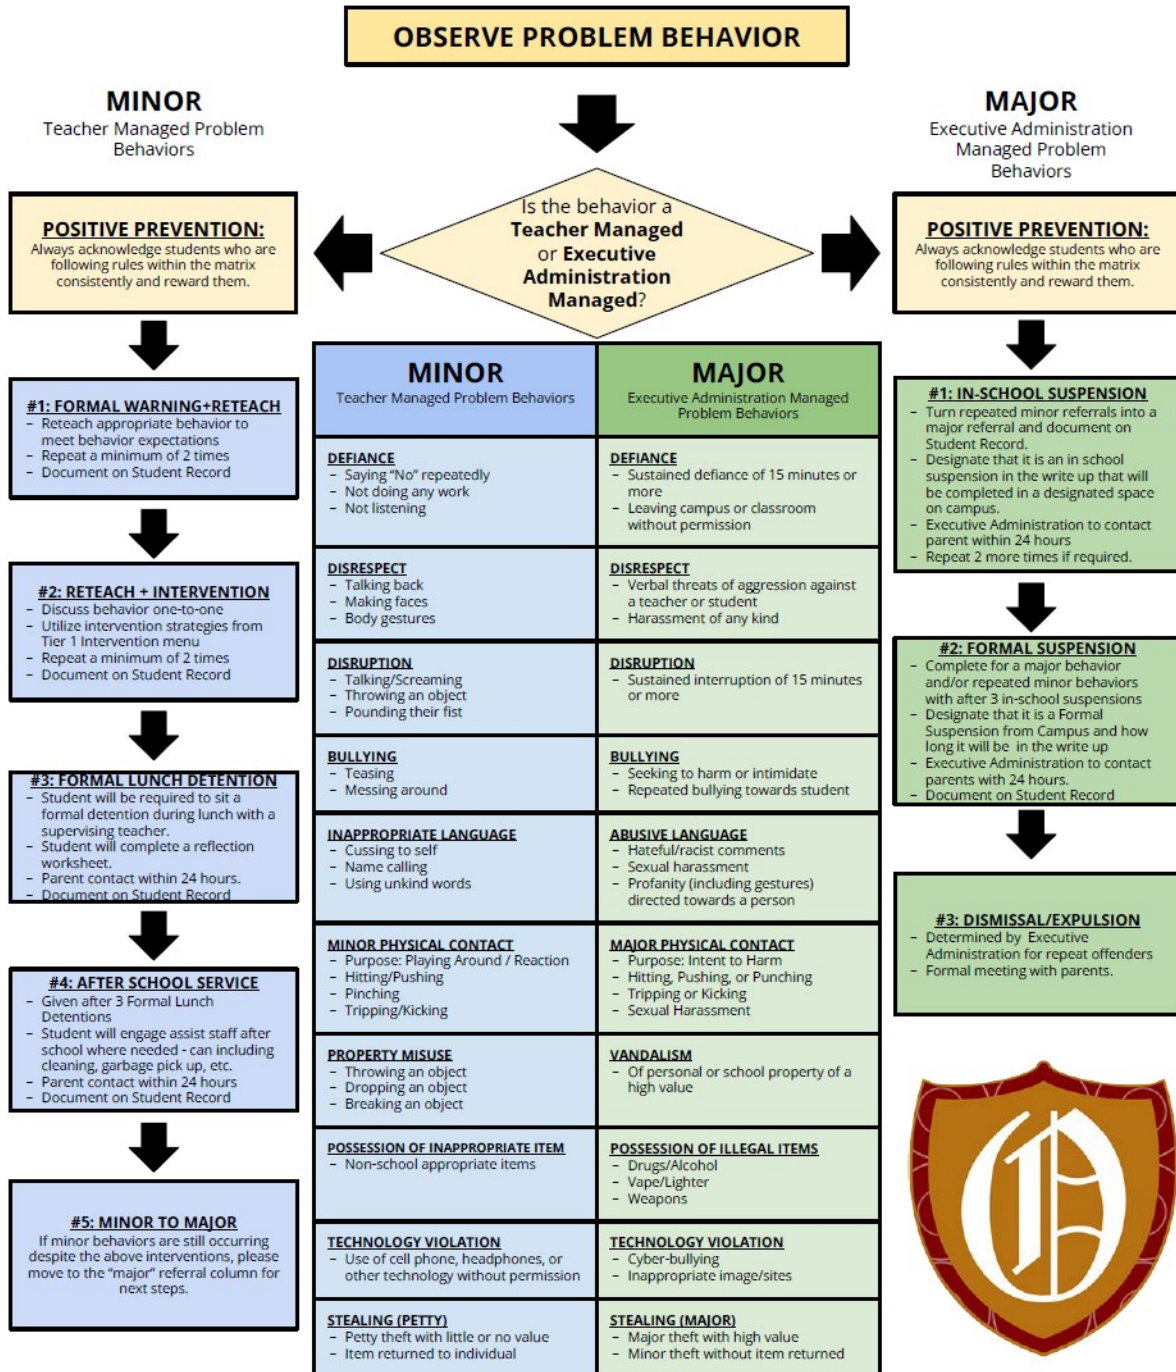 OBSERVE PROBLEM BEHAVIOR
MINOR
Teacher Managed Problem
Behaviors
MAJOR
Executive Administration
Managed Problem
Behaviors
Is the behavior a
Teacher Managed
or Executive
Administration
Managed?
POSITIVE PREVENTION:
Always acknowledge students who are
following rules within the matrix
consistently and reward them.
#1: FORMAL WARNING+RETEACH
- Reteach appropriate behavior to
meet behavior expectations
- Repeat a minimum of 2 times
- Document on Student Record
#2: RETEACH + INTERVENTION
- Discuss behavior one-to-one
- Utilize intervention strategies from
Tier 1 Intervention menu
- Repeat a minimum of 2 times
- Document on Student Record
#3: FORMAL LUNCH DETENTION
- Student will be required to sit a
formal detention during lunch with a
supervising teacher.
- Student will complete a reflection
worksheet.
- Parent contact within 24 hours.
- Document on Student Record
#4: AFTER SCHOOL SERVICE
- Given after 3 Formal Lunch
Detentions
- Student will engage assist staff after
school where needed - can including
cleaning, garbage pick up, etc.
- Parent contact within 24 hours
- Document on Student Record
#5: MINOR TO MAJOR
If minor behaviors are still occurring
despite the above interventions, please
move to the "major" referral column for
next steps.
MINOR
Teacher Managed Problem Behaviors
MAJOR
Executive Administration Managed
Problem Behaviors
DEFIANCE
- Saying "No" repeatedly
- Not doing any work
- Not listening
DEFIANCE
- Sustained defiance of 15 minutes or
more
- Leaving campus or classroom
without permission
DISRESPECT
- Talking back
- Making faces
- Body gestures
DISRESPECT
- Verbal threats of aggression against
a teacher or student
- Harassment of any kind
DISRUPTION
- Talking/Screaming
- Throwing an object
- Pounding their fist
DISRUPTION
- Sustained interruption of 15 minutes
or more
BULLYING
- Teasing
- Messing around
BULLYING
- Seeking to harm or intimidate
- Repeated bullying towards student
INAPPROPRIATE LANGUAGE
- Cussing to self
- Name calling
- Using unkind words
ABUSIVE LANGUAGE
- Hateful/racist comments
- Sexual harassment
- Profanity (including gestures)
directed towards a person
MINOR PHYSICAL CONTACT
- Purpose: Playing Around / Reaction
- Hitting/Pushing
- Pinching
- Tripping/Kicking
MAJOR PHYSICAL CONTACT
- Purpose: Intent to Harm
- Hitting, Pushing, or Punching
- Tripping or Kicking
- Sexual Harassment
PROPERTY MISUSE
- Throwing an object
- Dropping an object
- Breaking an object
VANDALISM
- Of personal or school property of a
high value
POSSESSION OF INAPPROPRIATE ITEM
- Non-school appropriate items
POSSESSION OF ILLEGAL ITEMS
- Drugs/Alcohol
- Vape/Lighter
- Weapons
TECHNOLOGY VIOLATION
- Use of cell phone, headphones, or
other technology without permission
TECHNOLOGY VIOLATION
- Cyber-bullying
- Inappropriate image/sites
STEALING (PETTY)
- Petty theft with little or no value
- Item returned to individual
STEALING (MAJOR)
- Major theft with high value
- Minor theft without item returned
POSITIVE PREVENTION:
Always acknowledge students who are
following rules within the matrix
consistently and reward them.
#1: IN-SCHOOL SUSPENSION
- Turn repeated minor referrals into a
major referral and document on
Student Record.
- Designate that it is an in school
suspension in the write up that will
be completed in a designated space
on campus.
- Executive Administration to contact
parent within 24 hours
- Repeat 2 more times if required.
#2: FORMAL SUSPENSION
- Complete for a major behavior
and/or repeated minor behaviors
with after 3 in-school suspensions
- Designate that it is a Formal
Suspension from Campus and how
long it will be in the write up
- Executive Administration to contact
parents with 24 hours.
- Document on Student Record
#3: DISMISSAL/EXPULSION
- Determined by Executive
Administration for repeat offenders
- Formal meeting with parents.